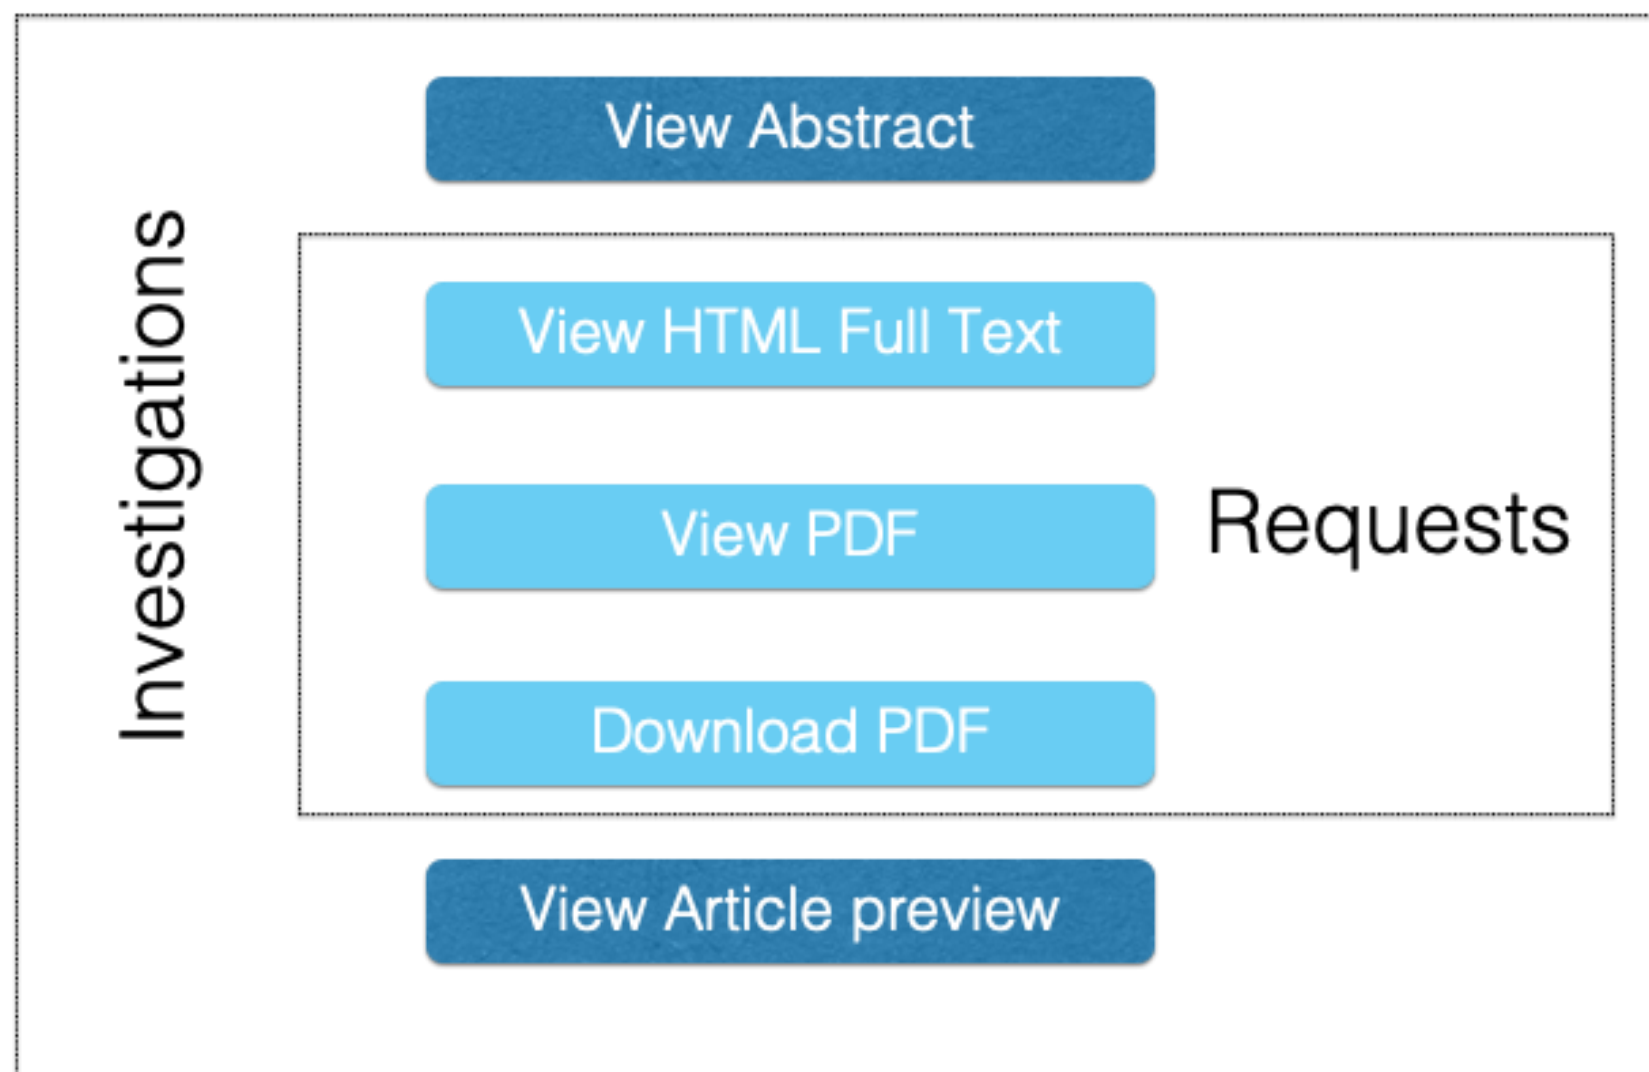 View Abstract
Investigations
View HTML Full Text
View PDF
Requests
Download PDF
View Article preview